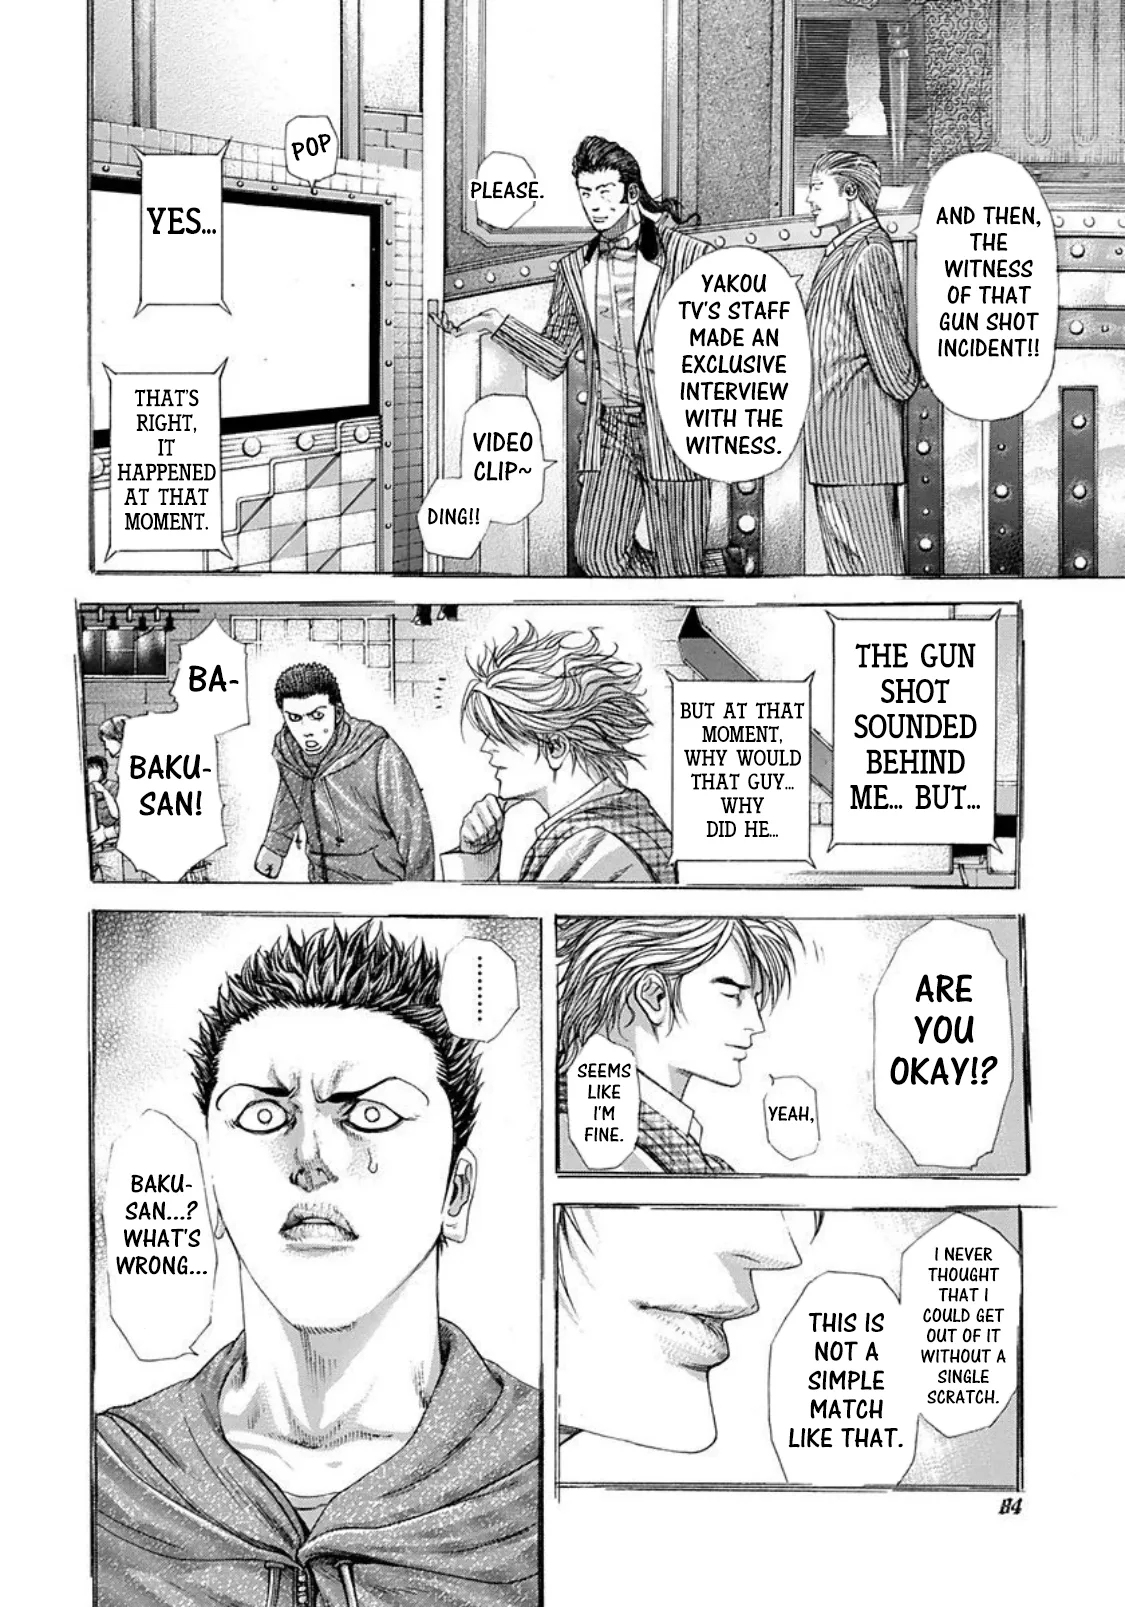 AND THEN,
THE
WITNESS
OF THAT
GUN SHOT
INCIDENT!!
YAKOU
TV'S STAFF
MADE AN
EXCLUSIVE
INTERVIEW
WITH THE
WITNESS.
PLEASE.
VIDEO
CLIP~
DING!!
POP
YES...
THAT'S
RIGHT,
IT
HAPPENED
AT THAT
MOMENT.
THE GUN
SHOT
SOUNDED
BEHIND
ME... BUT...
BUT AT THAT
MOMENT,
WHY WOULD
THAT GUY...
WHY
DID HE...
BA-
BAKU-
SAN!
ARE
YOU
OKAY!?
YEAH,
SEEMS
LIKE
I'M
FINE.
I NEVER
THOUGHT
THAT I
COULD GET
OUT OF IT
WITHOUT A
SINGLE
SCRATCH.
THIS IS
NOT A
SIMPLE
MATCH
LIKE THAT.
.........
BAKU-
SAN...?
WHAT'S
WRONG...
84